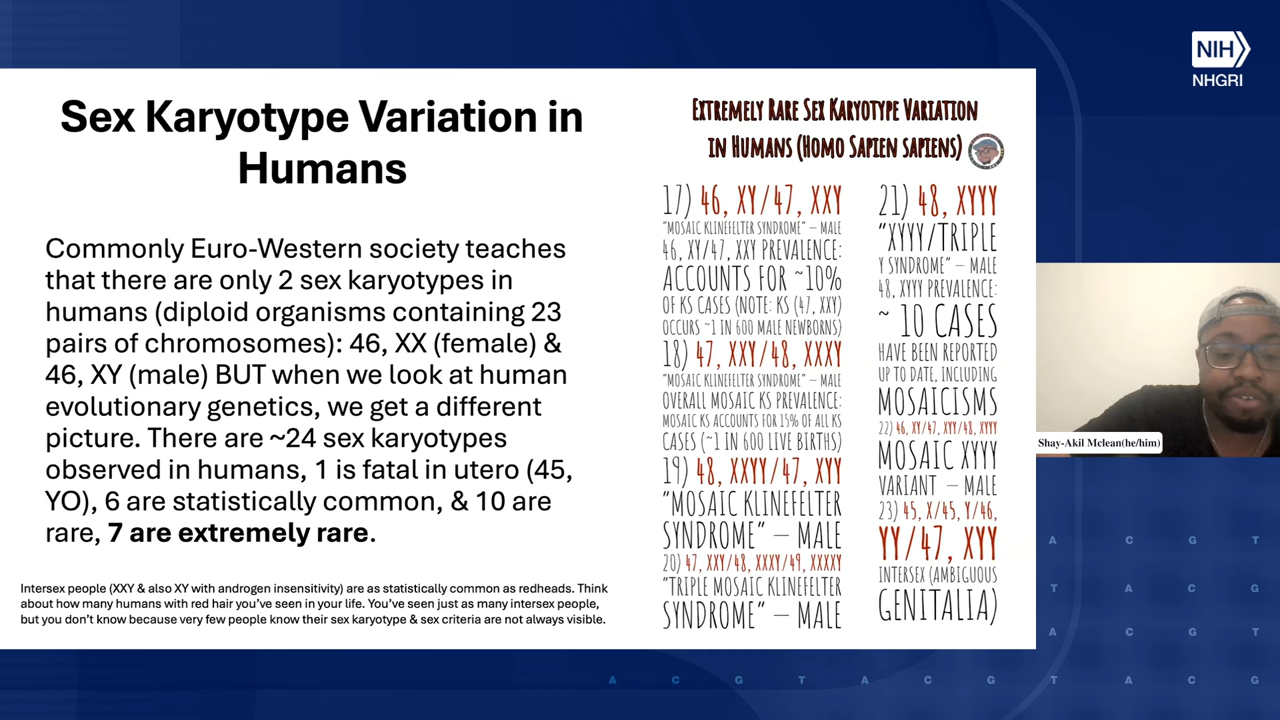 NIH
NHGRI
Sex Karyotype Variation in
Humans
Commonly Euro-Western society teaches
that there are only 2 sex karyotypes in
humans (diploid organisms containing 23
pairs of chromosomes): 46, XX (female) &
46, XY (male) BUT when we look at human
evolutionary genetics, we get a different
picture. There are ~24 sex karyotypes
observed in humans, 1 is fatal in utero (45,
YO), 6 are statistically common, & 10 are
rare, 7 are extremely rare.
Intersex people (XXY & also XY with androgen insensitivity) are as statistically common as redheads. Think
about how many humans with red hair you've seen in your life. You've seen just as many intersex people,
but you don't know because very few people know their sex karyotype & sex criteria are not always visible.
Extremely Rare Sex Karyotype Variation
in Humans (Homo Sapien sapiens)
17) 46, XY/47, XXY
"MOSAIC KLINEFELTER SYNDROME" – MALE
46, XY/47, XXY PREVALENCE:
ACCOUNTS FOR ~10%
OF KS CASES (NOTE: KS (47, XXY)
OCCURS ~1 IN 600 MALE NEWBORNS)
18) 47, XXY/48, XXXY
"MOSAIC KLINEFELTER SYNDROME" – MALE
OVERALL MOSAIC KS PREVALENCE:
MOSAIC KS ACCOUNTS FOR 15% OF ALL KS
CASES (~1 IN 600 LIVE BIRTHS)
19) 48, XXYY/47, XYY
"MOSAIC KLINEFELTER
SYNDROME" – MALE
20) 47, XXY/48, XXXY/49, XXXXY
"TRIPLE MOSAIC KLINEFELTER
SYNDROME" – MALE
21) 48, XYYY
"XYYY/TRIPLE
Y SYNDROME" – MALE
48, XYYY PREVALENCE:
~ 10 CASES
HAVE BEEN REPORTED
UP TO DATE, INCLUDING
MOSAICISMS
22) 46, XY/47, XYY/48, XYYY
MOSAIC XYYY
VARIANT – MALE
23) 45, X/45, Y/46,
YY/47, XYY
INTERSEX (AMBIGUOUS
GENITALIA)
Shay-Akil Mclean(he/him)
A C G T
T A C G
A C G T
A C G T A C G T A C G